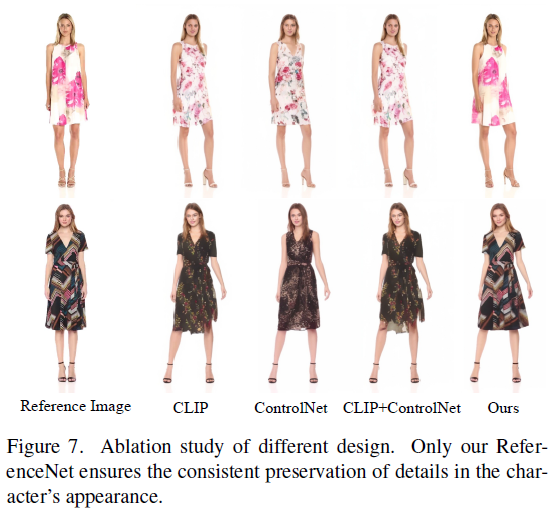 Reference Image CLIP ControlNet CLIP+ControlNet Ours
Figure 7. Ablation study of different design. Only our Refer-
enceNet ensures the consistent preservation of details in the char-
acter's appearance.